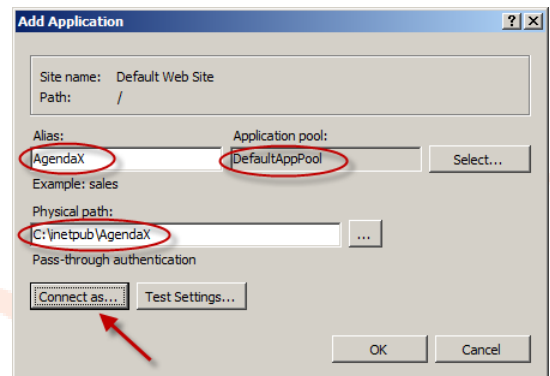 Add Application
Site name: Default Web Site
Path: /
Alias: Application pool:
AgendaX DefaultAppPool Select...
Example: sales
Physical path:
C:\inetpub\AgendaX ...
Pass-through authentication
Connect as... Test Settings...
OK Cancel